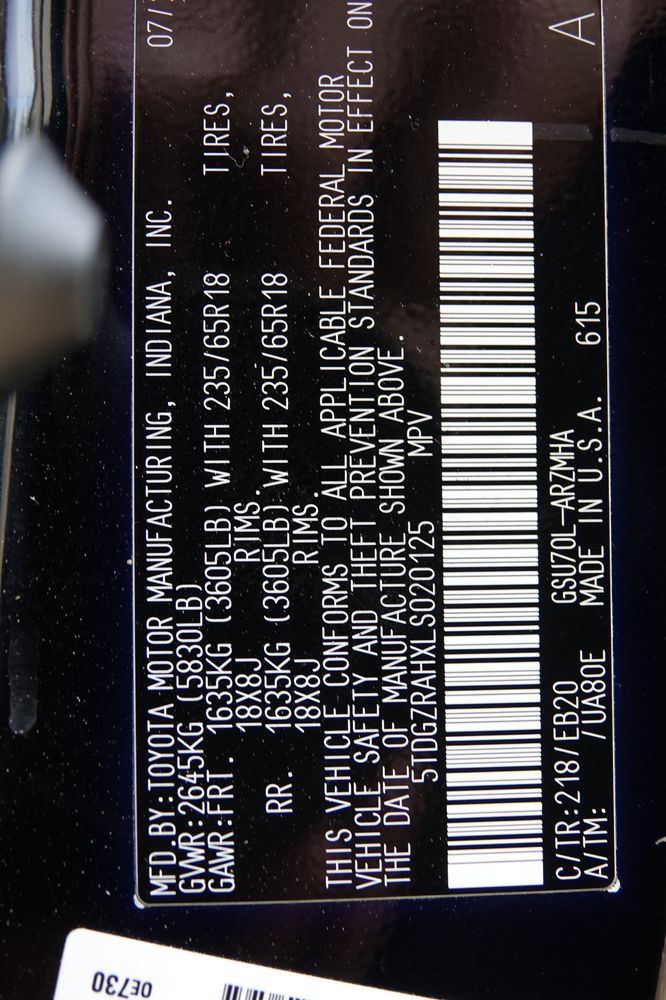 MFD.BY:TOYOTA MOTOR MANUFACTURING, INDIANA, INC. 07/
GVWR:2645KG (5830LB)
GAWR:FRT. 1635KG (3605LB) WITH 235/65R18 TIRES,
18X8J RIMS.
RR. 1635KG (3605LB) WITH 235/65R18 TIRES,
18X8J RIMS.
THIS VEHICLE CONFORMS TO ALL APPLICABLE FEDERAL MOTOR
VEHICLE SAFETY AND THEFT PREVENTION STANDARDS IN EFFECT ON
THE DATE OF MANUFACTURE SHOWN ABOVE.
5TDGZRAHXLS020125 MPV
C/TR:218/EB20 GSU70L-ARZMHA A
A/TM: /UA80E MADE IN U.S.A. 615
0E730